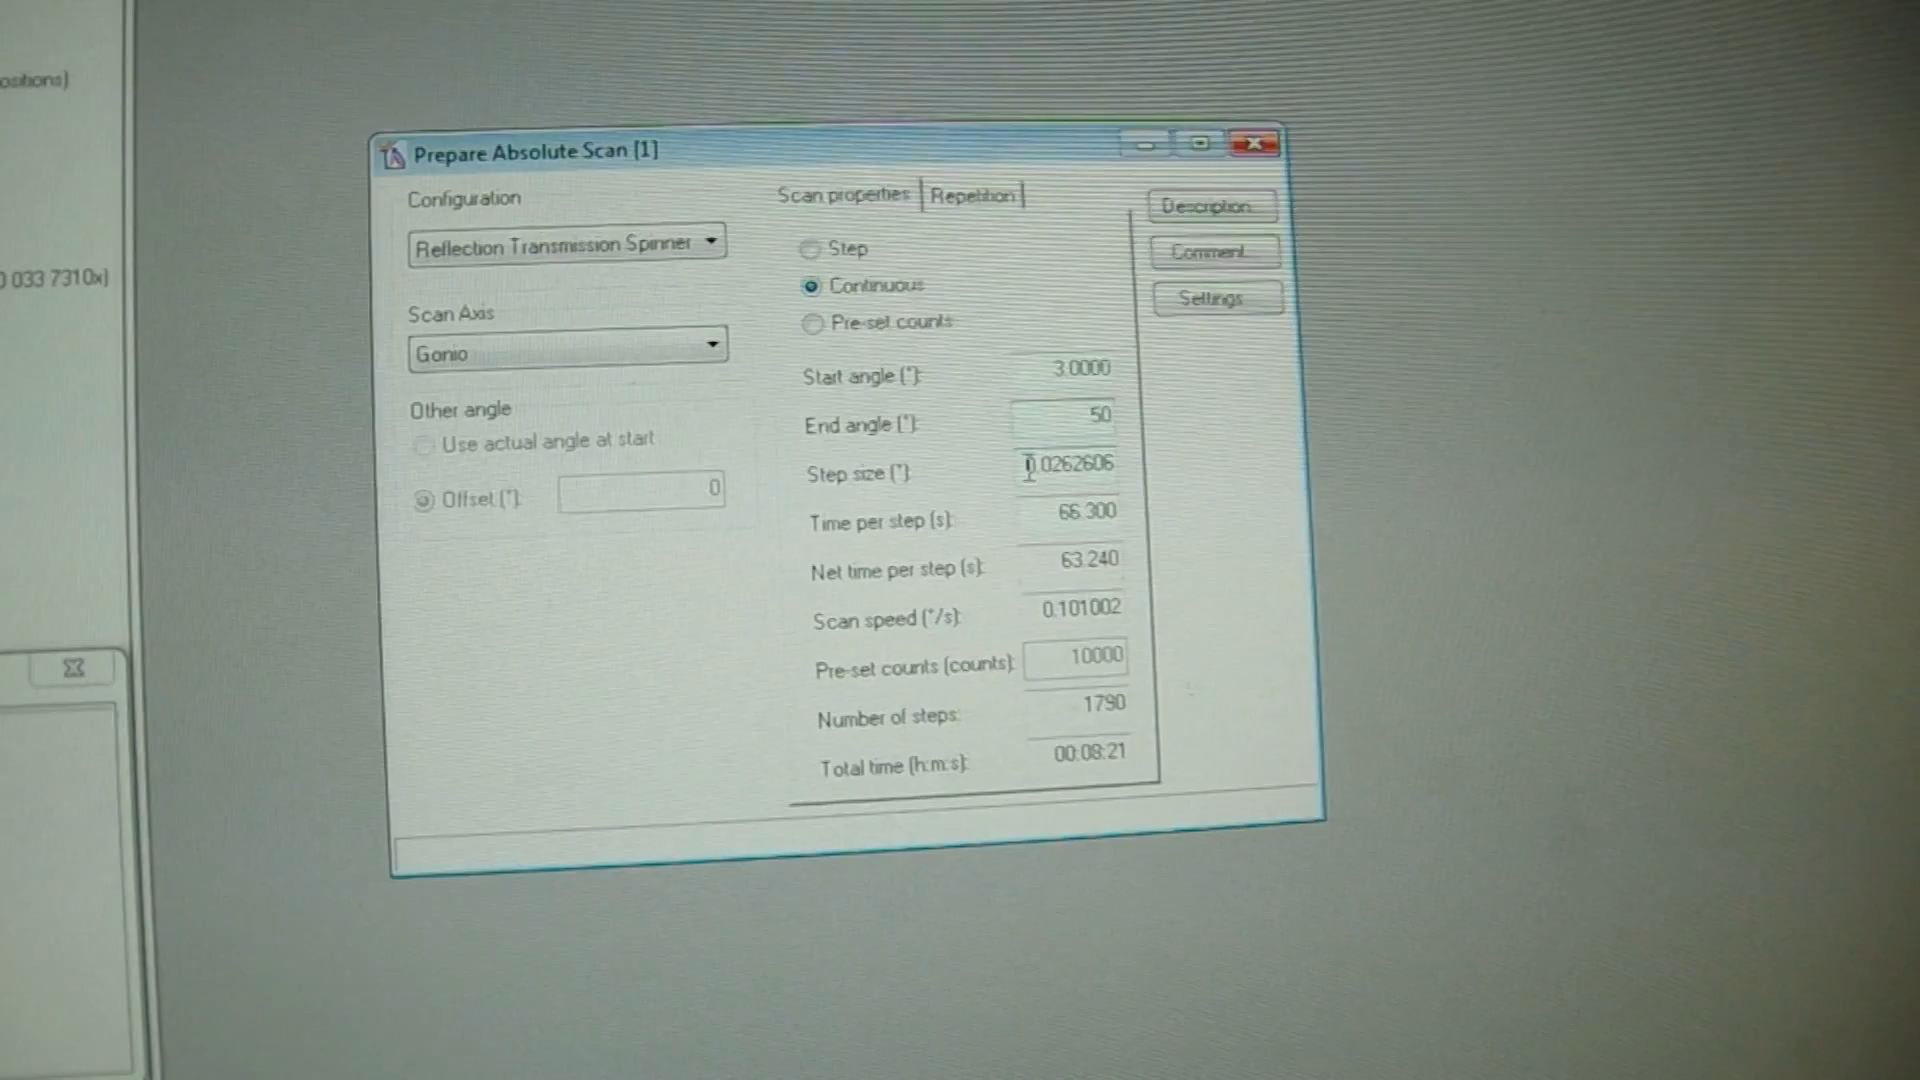 ositions)
0 033 7310x)
Prepare Absolute Scan [1]
Configuration
Reflection Transmission Spinner
Scan Axis
Gonio
Other angle
Use actual angle at start
Offset (°):
0
Scan properties
Repetition
Step
Continuous
Pre-set counts
Start angle (°):
3.0000
End angle (°):
50
Step size (°):
0.0262606
Time per step (s):
66.300
Net time per step (s):
63.240
Scan speed (°/s):
0.101002
Pre-set counts (counts):
10000
Number of steps:
1790
Total time (h:m:s):
00:08:21
Description...
Comment...
Settings